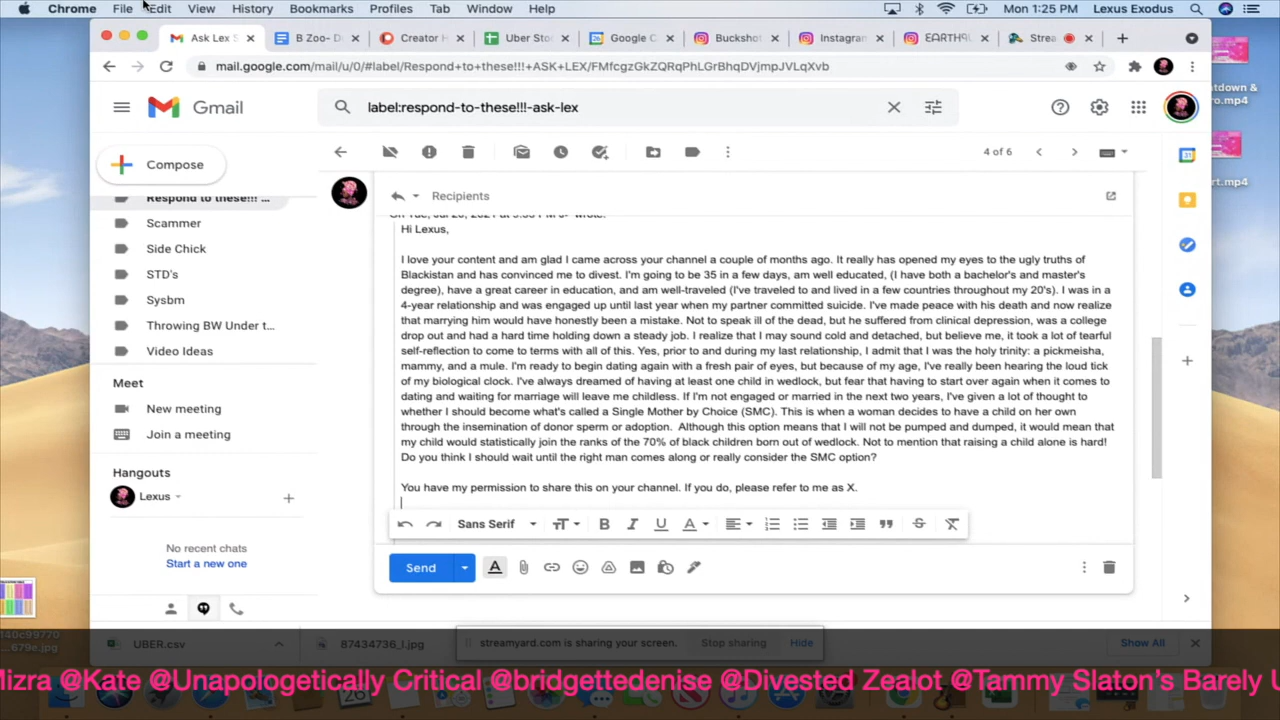 Chrome File Edit View History Bookmarks Profiles Tab Window Help Mon 1:25 PM Lexus Exodus
Ask Lex S B Zoo- D Creator H Uber Sto Google C Buckshot Instagram EARTHQU Strea
mail.google.com/mail/u/0/#label/Respond+to+these!!!-ASK+LEX/FMfcgzGkZQRqPhLGrBhqDVjmpJVLqXvb
Gmail
label:respond-to-these!!!-ask-lex
Compose
4 of 6
Respond to these!!! ...
Scammer
Side Chick
STD's
Sysbm
Throwing BW Under t...
Video Ideas
Meet
New meeting
Join a meeting
Hangouts
Lexus
No recent chats
Start a new one
Recipients
wrote:
Hi Lexus,
I love your content and am glad I came across your channel a couple of months ago. It really has opened my eyes to the ugly truths of
Blackistan and has convinced me to divest. I'm going to be 35 in a few days, am well educated, (I have both a bachelor's and master's
degree), have a great career in education, and am well-traveled (I've traveled to and lived in a few countries throughout my 20's). I was in a
4-year relationship and was engaged up until last year when my partner committed suicide. I've made peace with his death and now realize
that marrying him would have honestly been a mistake. Not to speak ill of the dead, but he suffered from clinical depression, was a college
drop out and had a hard time holding down a steady job. I realize that I may sound cold and detached, but believe me, it took a lot of tearful
self-reflection to come to terms with all of this. Yes, prior to and during my last relationship, I admit that I was the holy trinity: a pickmeisha,
mammy, and a mule. I'm ready to begin dating again with a fresh pair of eyes, but because of my age, I've really been hearing the loud tick
of my biological clock. I've always dreamed of having at least one child in wedlock, but fear that having to start over again when it comes to
dating and waiting for marriage will leave me childless. If I'm not engaged or married in the next two years, I've given a lot of thought to
whether I should become what's called a Single Mother by Choice (SMC). This is when a woman decides to have a child on her own
through the insemination of donor sperm or adoption. Although this option means that I will not be pumped and dumped, it would mean that
my child would statistically join the ranks of the 70% of black children born out of wedlock. Not to mention that raising a child alone is hard!
Do you think I should wait until the right man comes along or really consider the SMC option?
You have my permission to share this on your channel. If you do, please refer to me as X.
Sans Serif
Send
ntdown &
ro.mp4
rt.mp4
140c99770
679e.jpg
UBER.csv
87434736_l.jpg
streamyard.com is sharing your screen. Stop sharing Hide
Show All
Mizra @Kate @Unapologetically Critical @bridgettedenise @Divested Zealot @Tammy Slaton's Barely U